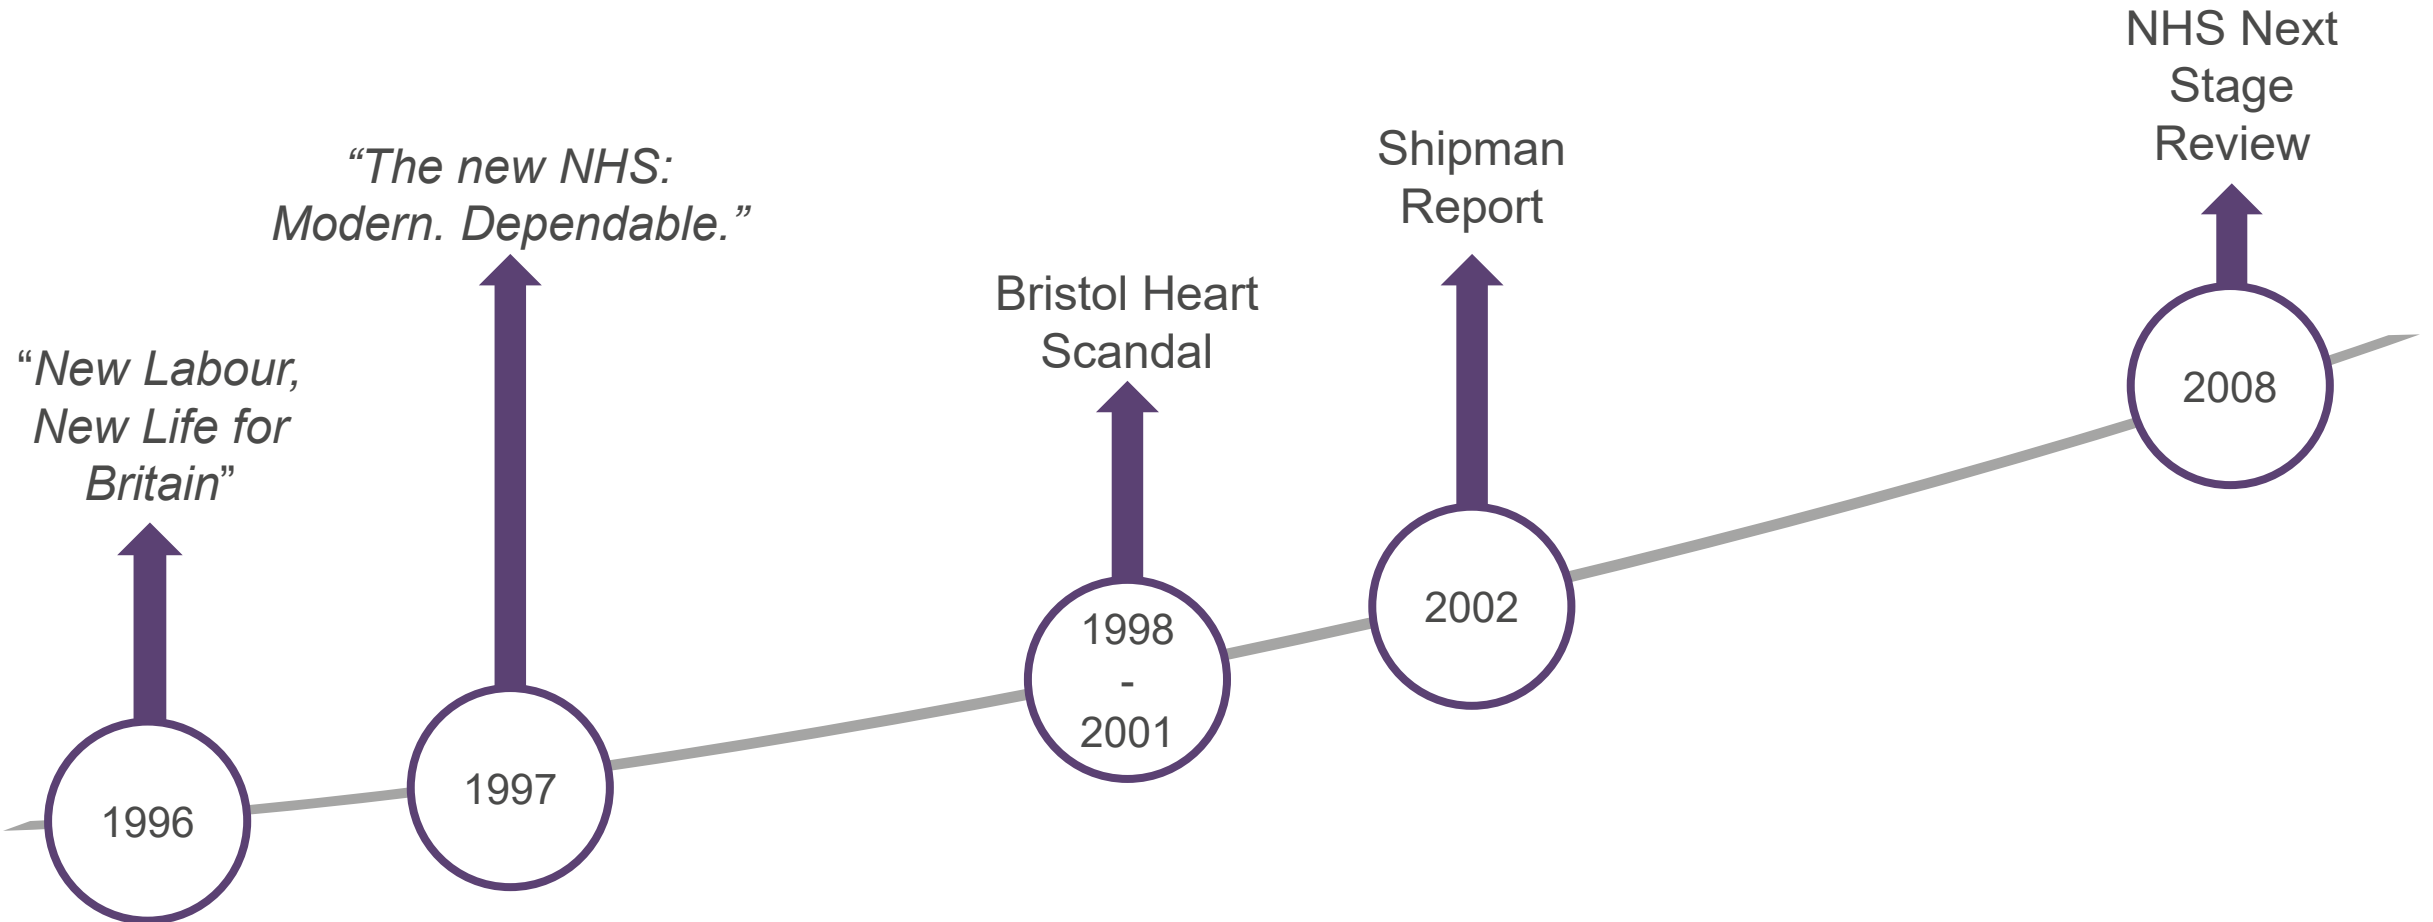 “New Labour,
New Life for
Britain”
1996
“The new NHS:
Modern. Dependable.”
1997
Bristol Heart
Scandal
1998
-
2001
Shipman
Report
2002
NHS Next
Stage
Review
2008